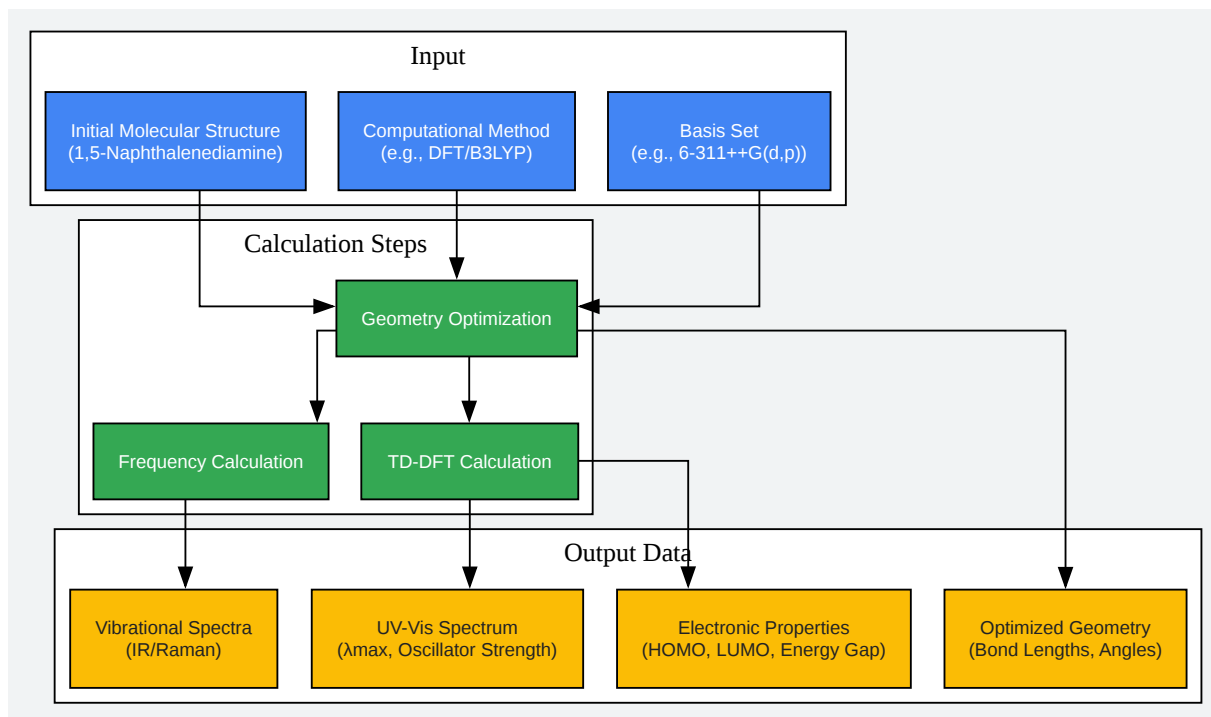 Input
Initial Molecular Structure
(1,5-Naphthalenediamine)
Computational Method
(e.g., DFT/B3LYP)
Basis Set
(e.g., 6-311++G(d,p))
Calculation Steps
Geometry Optimization
Frequency Calculation
TD-DFT Calculation
Output Data
Vibrational Spectra
(IR/Raman)
UV-Vis Spectrum
(λmax, Oscillator Strength)
Electronic Properties
(HOMO, LUMO, Energy Gap)
Optimized Geometry
(Bond Lengths, Angles)